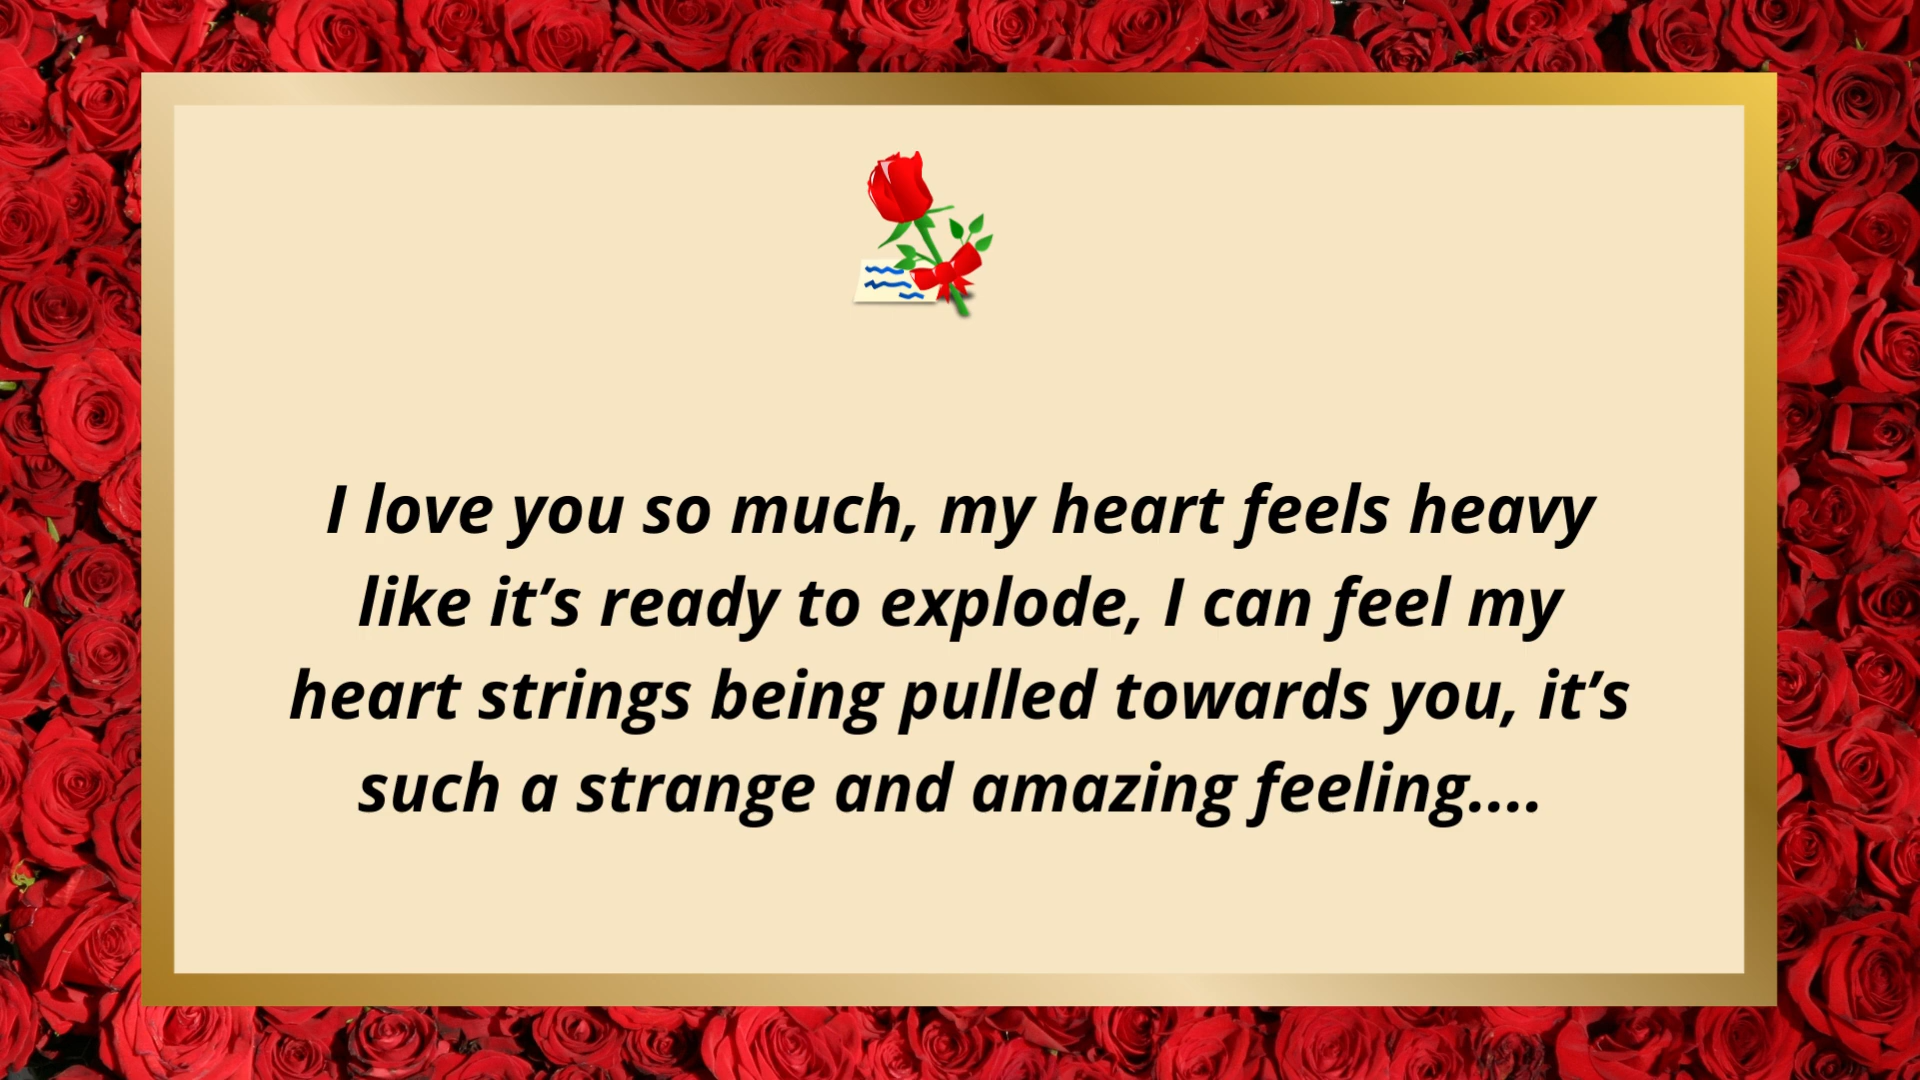 I love you so much, my heart feels heavy
like it’s ready to explode, I can feel my
heart strings being pulled towards you, it’s
such a strange and amazing feeling....